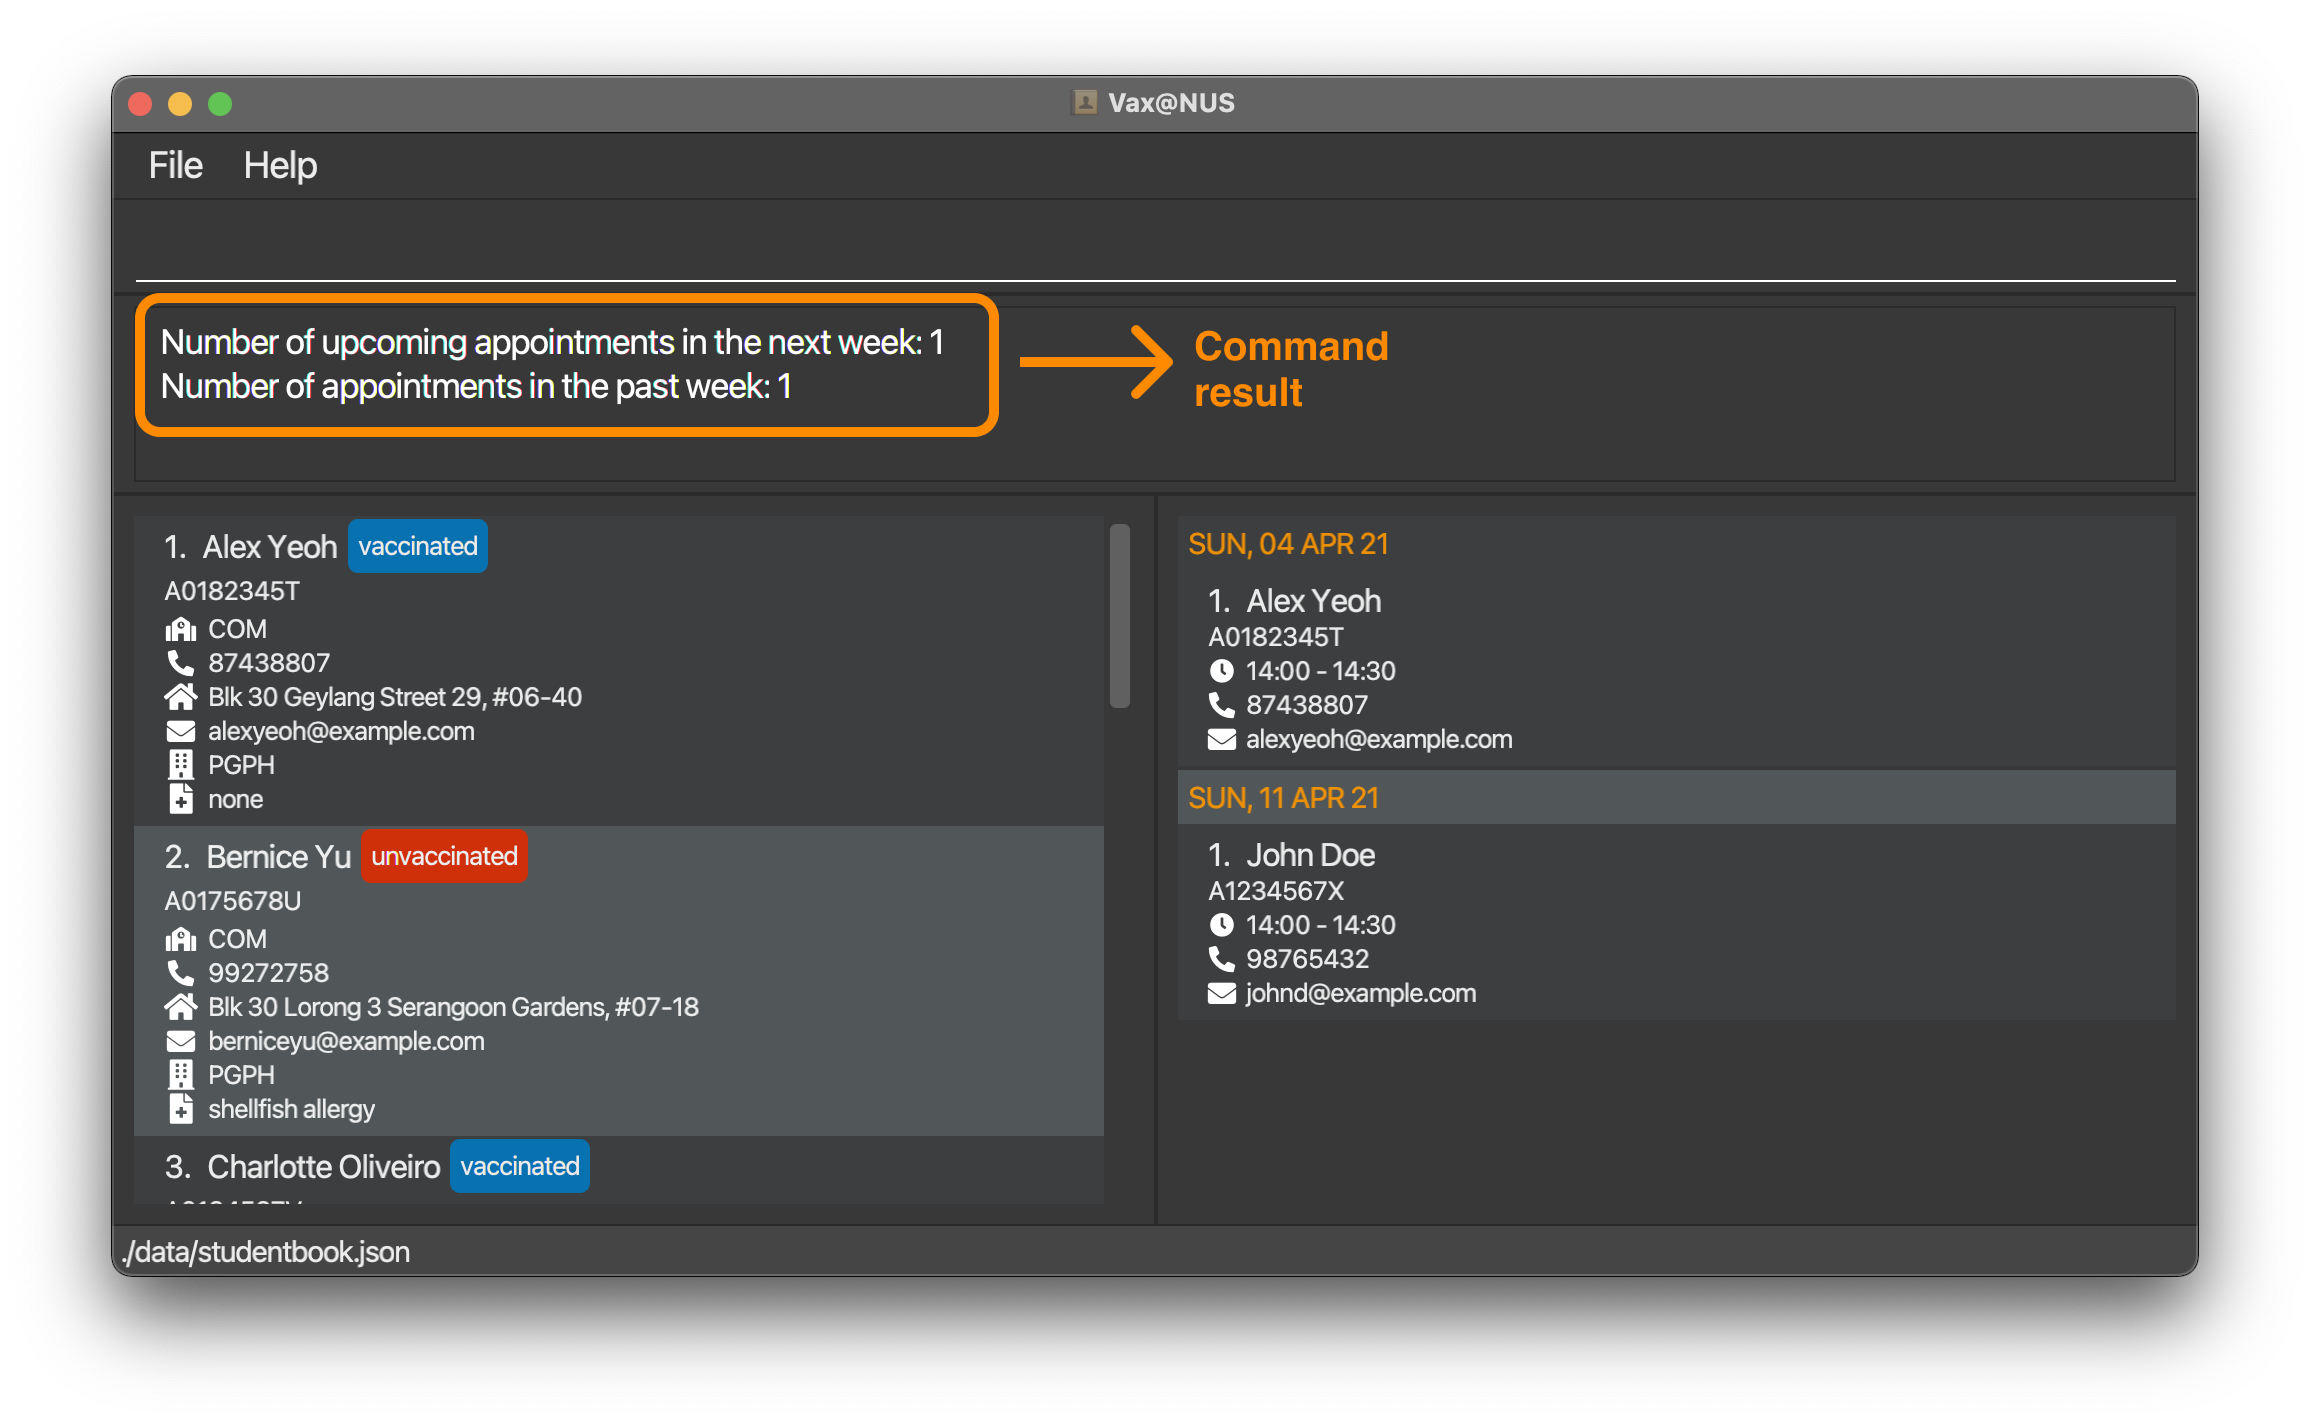 Vax@NUS
File Help
Number of upcoming appointments in the next week: 1
Number of appointments in the past week: 1
Command
result
1. Alex Yeoh vaccinated
A0182345T
COM
87438807
Blk 30 Geylang Street 29, #06-40
alexyeoh@example.com
PGPH
none
2. Bernice Yu unvaccinated
A0175678U
COM
99272758
Blk 30 Lorong 3 Serangoon Gardens, #07-18
berniceyu@example.com
PGPH
shellfish allergy
3. Charlotte Oliveiro vaccinated
SUN, 04 APR 21
1. Alex Yeoh
A0182345T
14:00 - 14:30
87438807
alexyeoh@example.com
SUN, 11 APR 21
1. John Doe
A1234567X
14:00 - 14:30
98765432
johnd@example.com
./data/studentbook.json